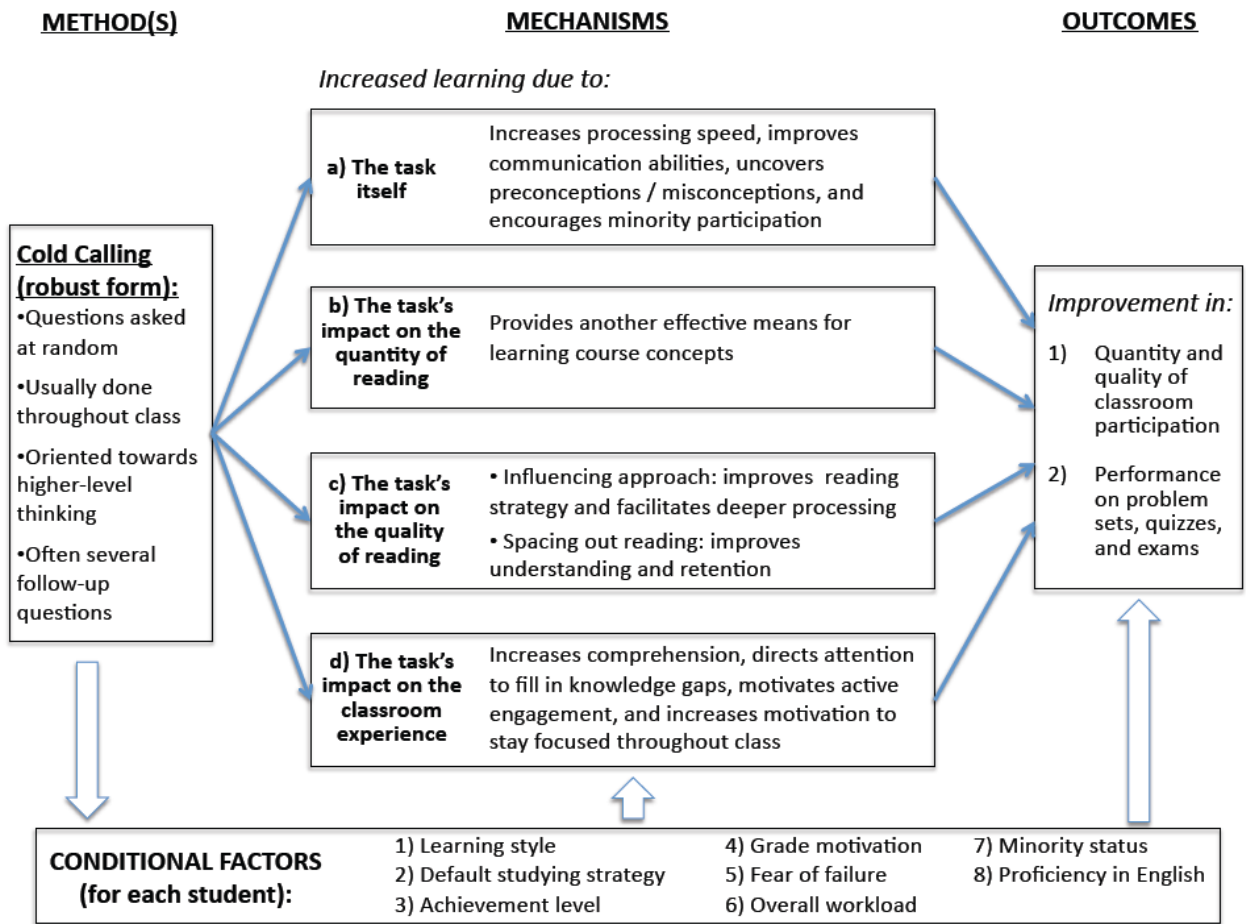 METHOD(S)
MECHANISMS
OUTCOMES
Increased learning due to:
Cold Calling
(robust form):
•Questions asked
at random
•Usually done
throughout class
•Oriented towards
higher-level
thinking
•Often several
follow-up
questions
a) The task
itself
Increases processing speed, improves
communication abilities, uncovers
preconceptions / misconceptions, and
encourages minority participation
b) The task's
impact on the
quantity of
reading
Provides another effective means for
learning course concepts
c) The task's
impact on
the quality
of reading
• Influencing approach: improves reading
strategy and facilitates deeper processing
• Spacing out reading: improves
understanding and retention
d) The task's
impact on the
classroom
experience
Increases comprehension, directs attention
to fill in knowledge gaps, motivates active
engagement, and increases motivation to
stay focused throughout class
Improvement in:
1) Quantity and
quality of
classroom
participation
2) Performance
on problem
sets, quizzes,
and exams
CONDITIONAL FACTORS
(for each student):
1) Learning style
2) Default studying strategy
3) Achievement level
4) Grade motivation
5) Fear of failure
6) Overall workload
7) Minority status
8) Proficiency in English